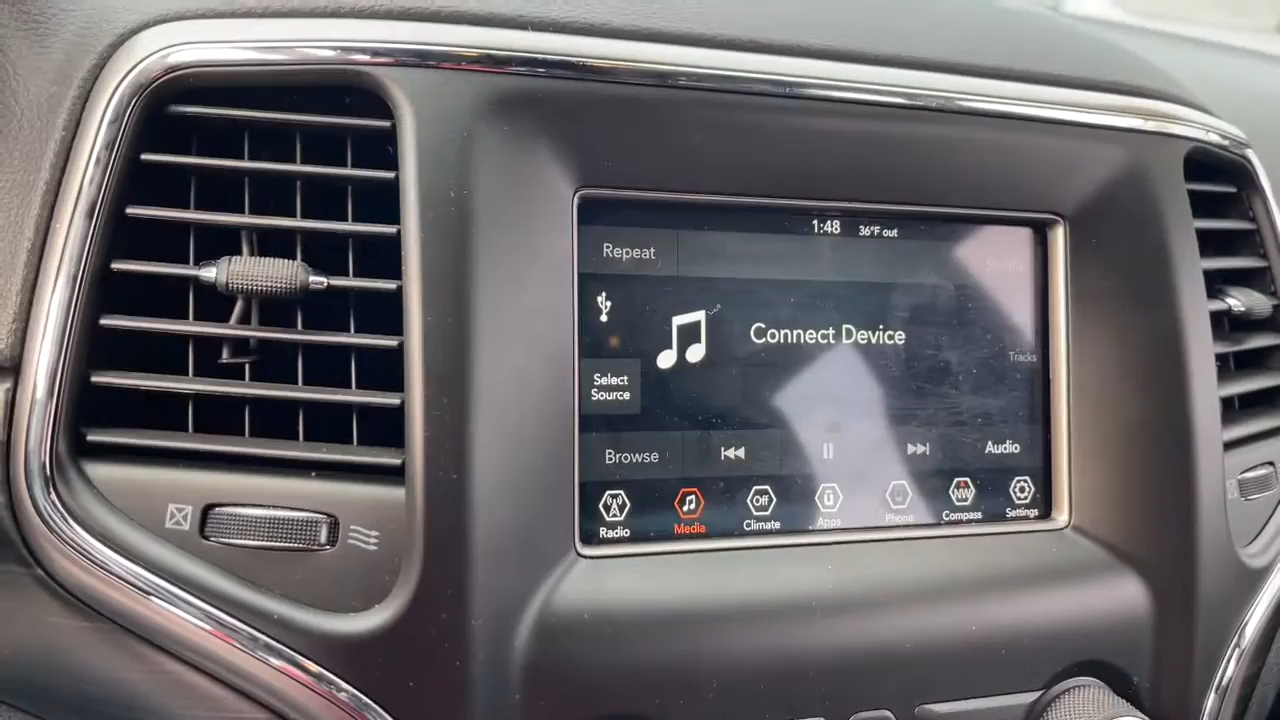 1:48 36°F out
Repeat
Shuffle
Connect Device
Tracks
Select
Source
Browse
Audio
Radio
Media
Off
Climate
Apps
Phone
NW
Compass
Settings